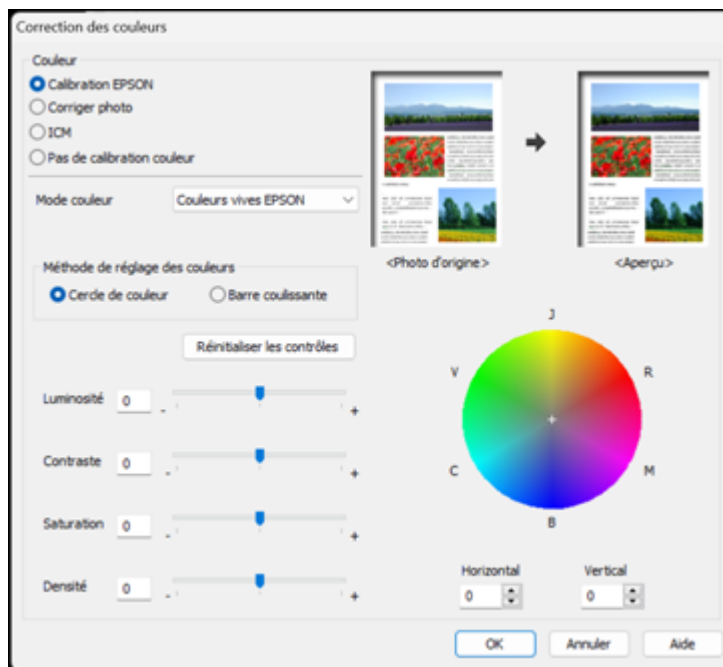 Correction des couleurs
Couleur
Calibration EPSON
Corriger photo
ICM
Pas de calibration couleur
Mode couleur Couleurs vives EPSON
<Photo d'origine> <Aperçu>
Méthode de réglage des couleurs
Cercle de couleur Barre coulissante
Réinitialiser les contrôles
Luminosité 0 - +
Contraste 0 - +
Saturation 0 - +
Densité 0 - +
J
V R
C M
B
Horizontal Vertical
0 0
OK Annuler Aide